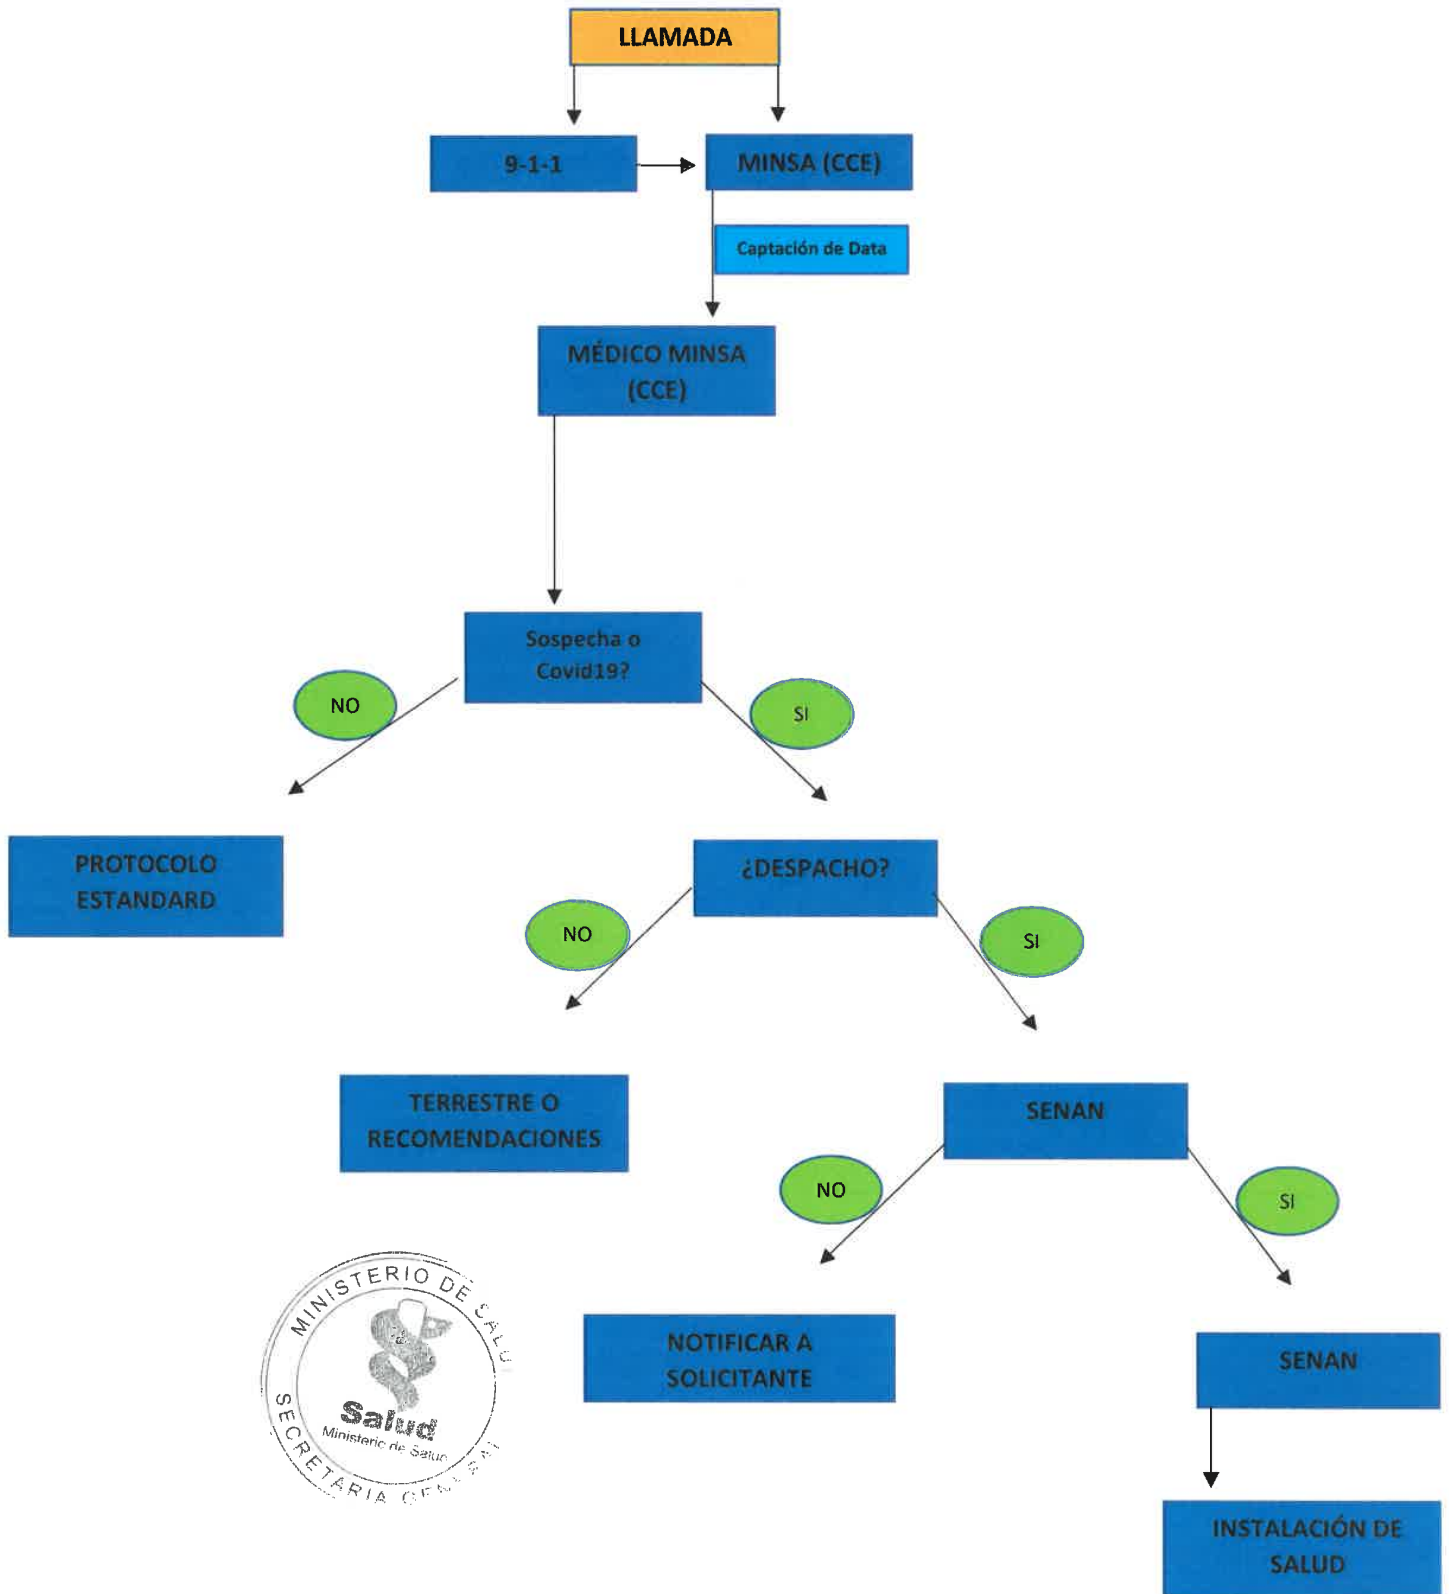 LLAMADA
9-1-1
MINSA (CCE)
Captación de Data
MÉDICO MINSA
(CCE)
Sospecha o
Covid19?
NO
SI
PROTOCOLO
ESTANDARD
¿DESPACHO?
NO
SI
TERRESTRE O
RECOMENDACIONES
SENAN
NO
SI
NOTIFICAR A
SOLICITANTE
SENAN
INSTALACIÓN DE
SALUD
MINISTERIO DE SALUD
Salud
Ministerio de Salud
SECRETARIA GENERAL